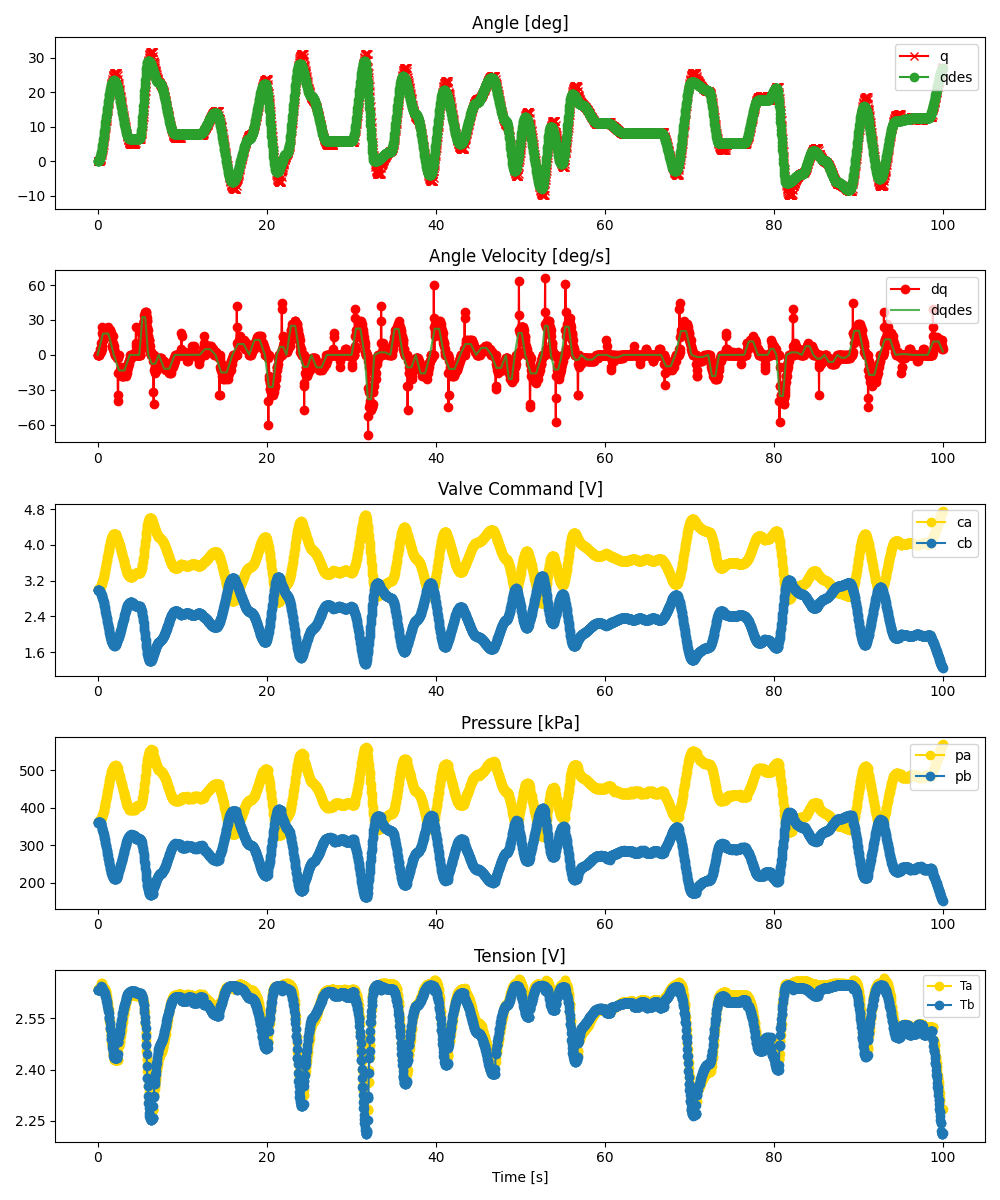 Angle [deg]
30
20
10
0
−10
q
qdes
0 20 40 60 80 100
Angle Velocity [deg/s]
60
30
0
−30
−60
dq
dqdes
0 20 40 60 80 100
Valve Command [V]
4.8
4.0
3.2
2.4
1.6
ca
cb
0 20 40 60 80 100
Pressure [kPa]
500
400
300
200
pa
pb
0 20 40 60 80 100
Tension [V]
2.55
2.40
2.25
Ta
Tb
0 20 40 60 80 100
Time [s]